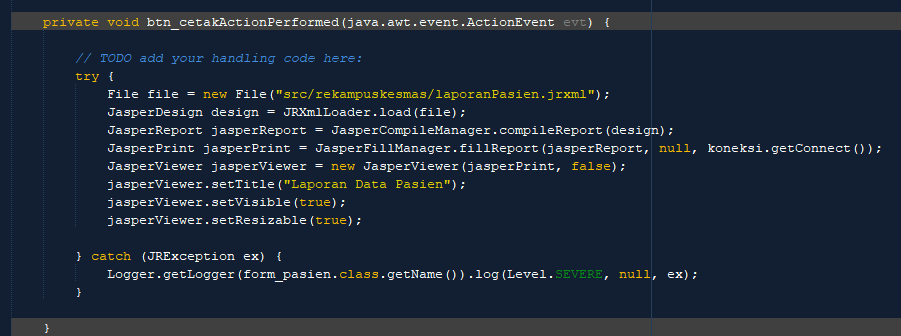 private void btn_cetakActionPerformed(java.awt.event.ActionEvent evt) {
// TODO add your handling code here:
try {
File file = new File("src/rekampuskesmas/laporanPasien.jrxml");
JasperDesign design = JRXmlLoader.load(file);
JasperReport jasperReport = JasperCompileManager.compileReport(design);
JasperPrint jasperPrint = JasperFillManager.fillReport(jasperReport, null, koneksi.getConnect());
JasperViewer jasperViewer = new JasperViewer(jasperPrint, false);
jasperViewer.setTitle("Laporan Data Pasien");
jasperViewer.setVisible(true);
jasperViewer.setResizable(true);
} catch (JRException ex) {
Logger.getLogger(form_pasien.class.getName()).log(Level.SEVERE, null, ex);
}
}